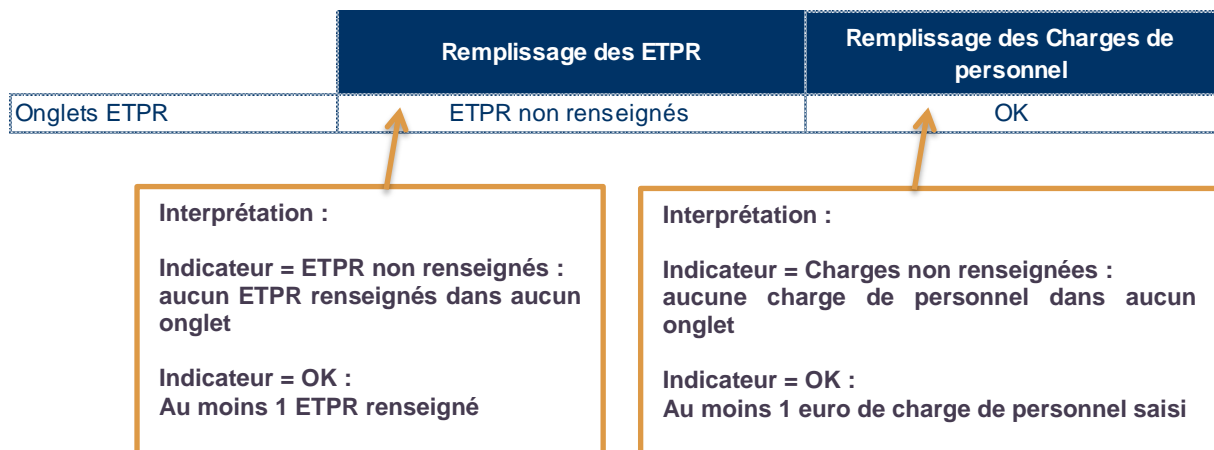 Remplissage des ETPR
Remplissage des Charges de
personnel
Onglets ETPR
ETPR non renseignés
OK
Interprétation :
Indicateur = ETPR non renseignés :
aucun ETPR renseignés dans aucun
onglet
Indicateur = OK :
Au moins 1 ETPR renseigné
Interprétation :
Indicateur = Charges non renseignées :
aucune charge de personnel dans aucun
onglet
Indicateur = OK :
Au moins 1 euro de charge de personnel saisi